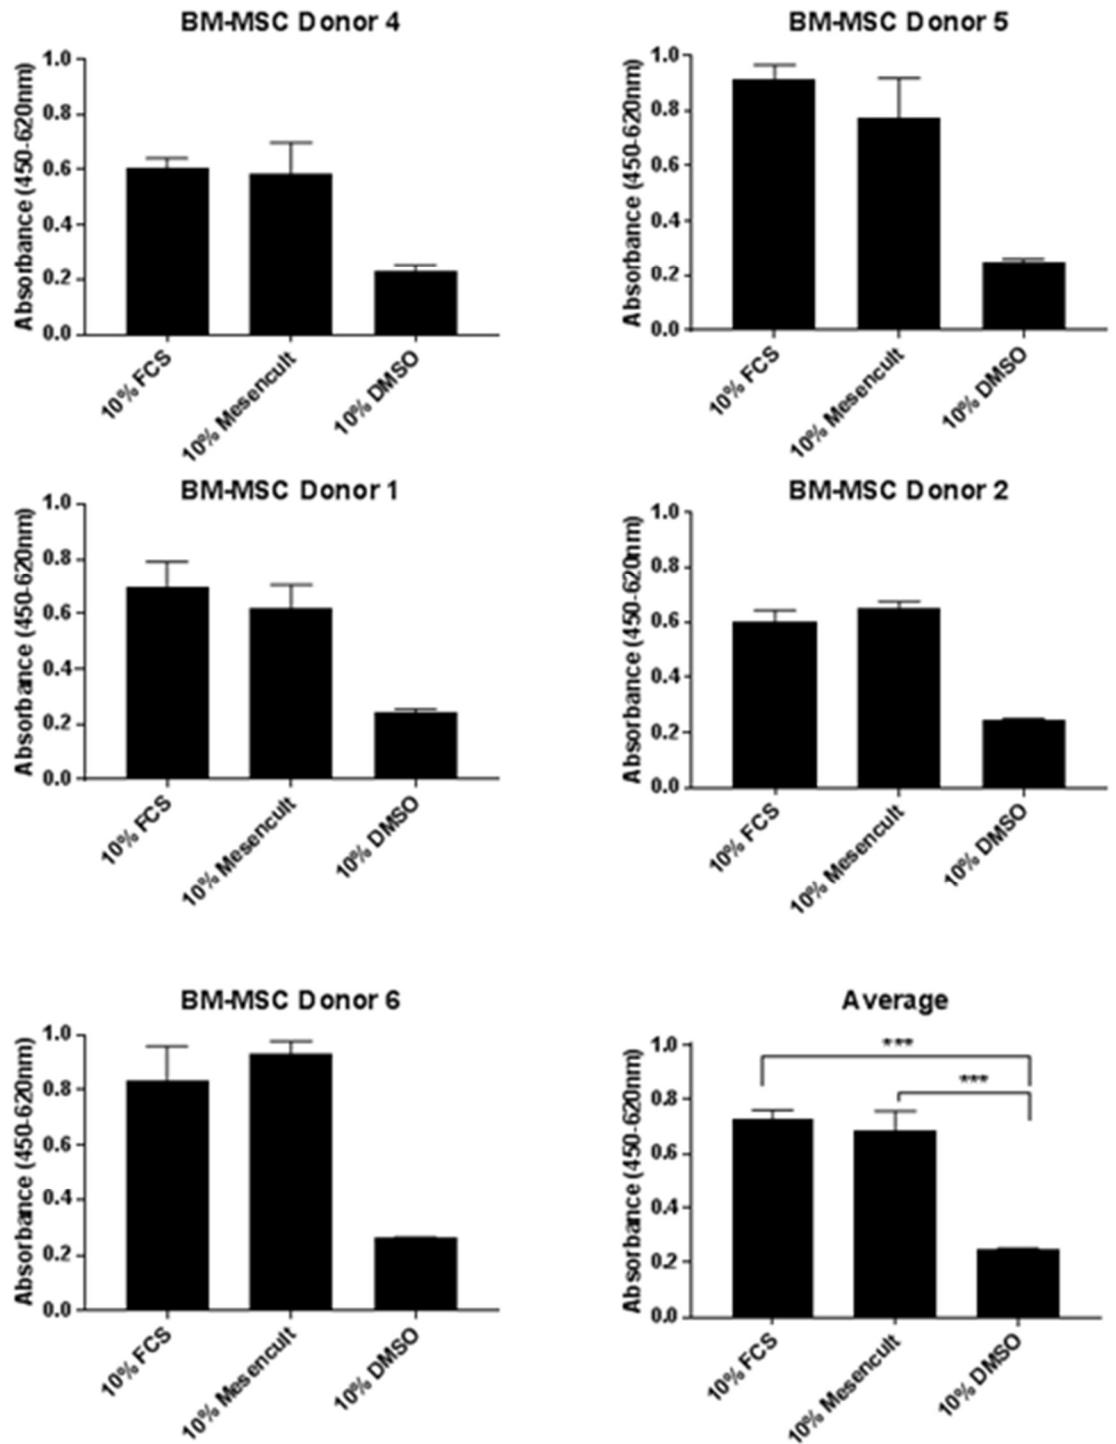 BM-MSC Donor 4
Absorbance (450-620nm)
1.0
0.8
0.6
0.4
0.2
0.0
10% FCS
10% Mesencult
10% DMSO
BM-MSC Donor 5
Absorbance (450-620nm)
1.0
0.8
0.6
0.4
0.2
0.0
10% FCS
10% Mesencult
10% DMSO
BM-MSC Donor 1
Absorbance (450-620nm)
1.0
0.8
0.6
0.4
0.2
0.0
10% FCS
10% Mesencult
10% DMSO
BM-MSC Donor 2
Absorbance (450-620nm)
1.0
0.8
0.6
0.4
0.2
0.0
10% FCS
10% Mesencult
10% DMSO
BM-MSC Donor 6
Absorbance (450-620nm)
1.0
0.8
0.6
0.4
0.2
0.0
10% FCS
10% Mesencult
10% DMSO
Average
Absorbance (450-620nm)
1.0
0.8
0.6
0.4
0.2
0.0
***
***
10% FCS
10% Mesencult
10% DMSO